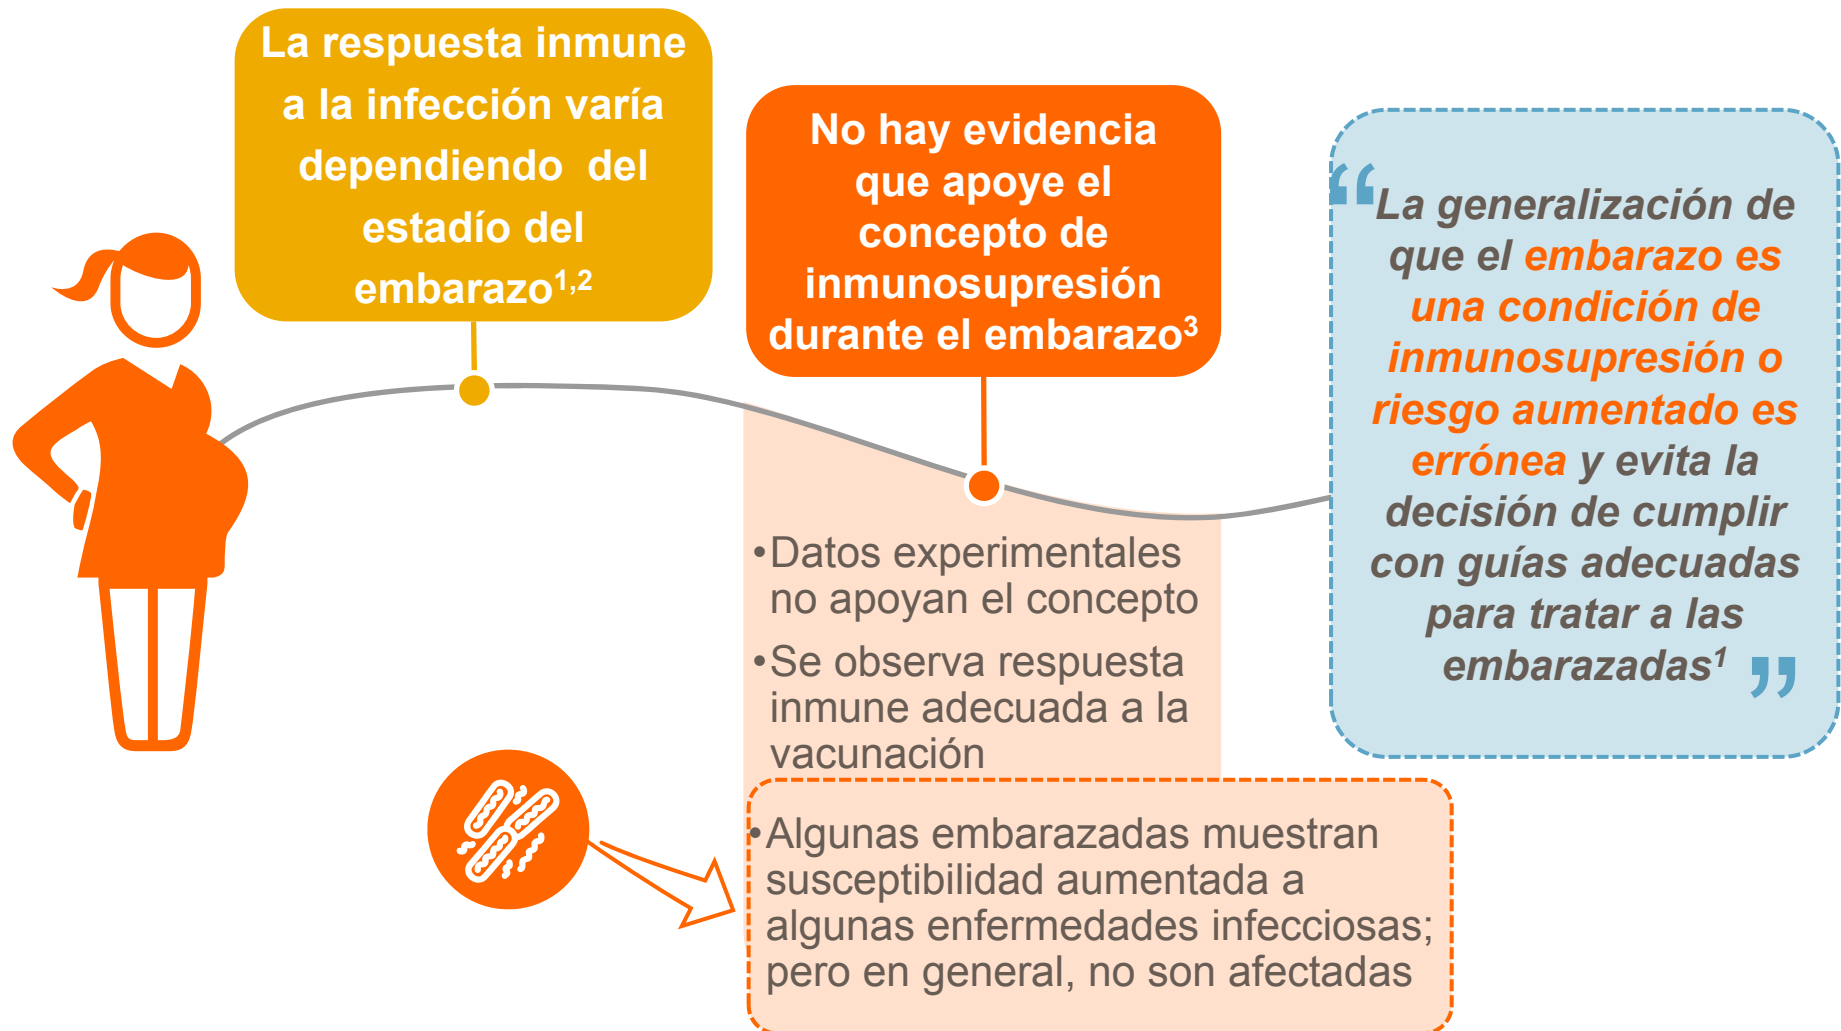 La respuesta inmune
a la infección varía
dependiendo  del
estadío del
embarazo1,2
No hay evidencia
que apoye el
concepto de
inmunosupresión
durante el embarazo3
•Datos experimentales
no apoyan el concepto
•Se observa respuesta
inmune adecuada a la
vacunación
•Algunas embarazadas muestran
susceptibilidad aumentada a
algunas enfermedades infecciosas;
pero en general, no son afectadas
“La generalización de
que el embarazo es
una condición de
inmunosupresión o
riesgo aumentado es
errónea y evita la
decisión de cumplir
con guías adecuadas
para tratar a las
embarazadas1 ”